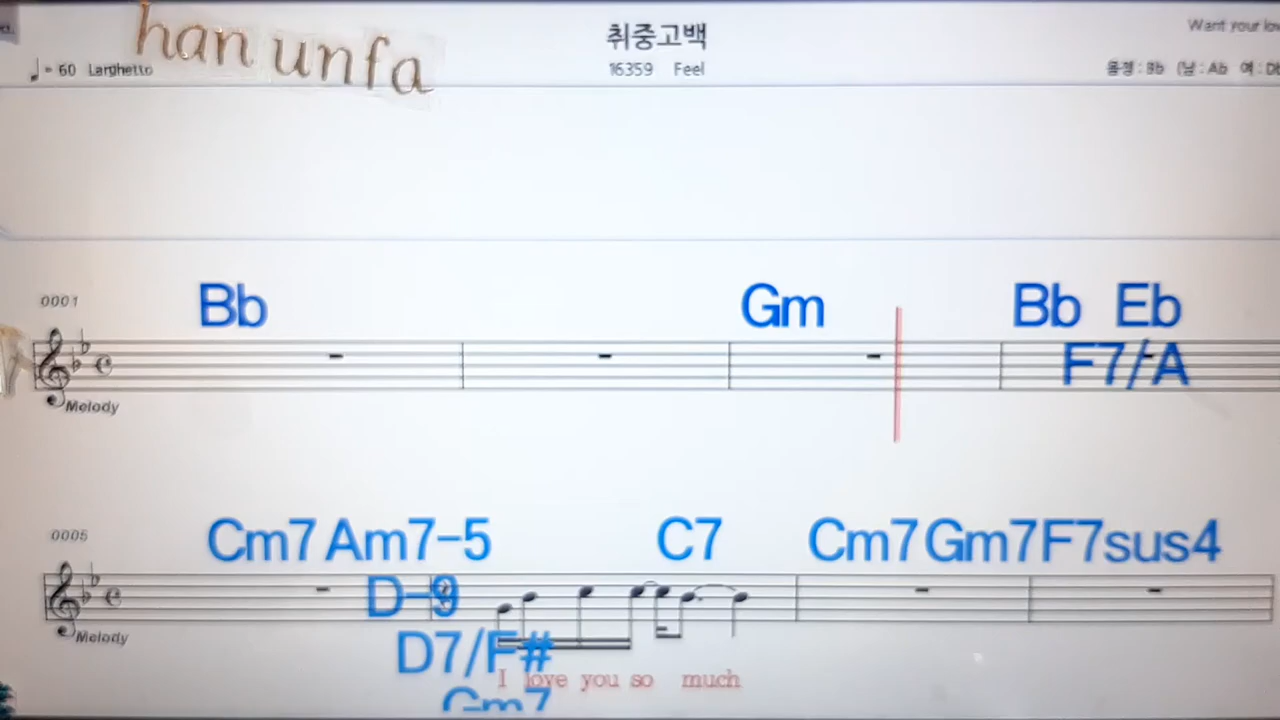 han unfa
취중고백
Want your lov
♩= 60 Larghetto
16359 Feel
음정 : Bb (남 : Ab 여 : Db
0001
Bb Gm Bb Eb
F7/A
Melody
0005
Cm7 Am7-5 C7 Cm7 Gm7 F7sus4
D-9
D7/F#
Melody
I love you so much
Gm7